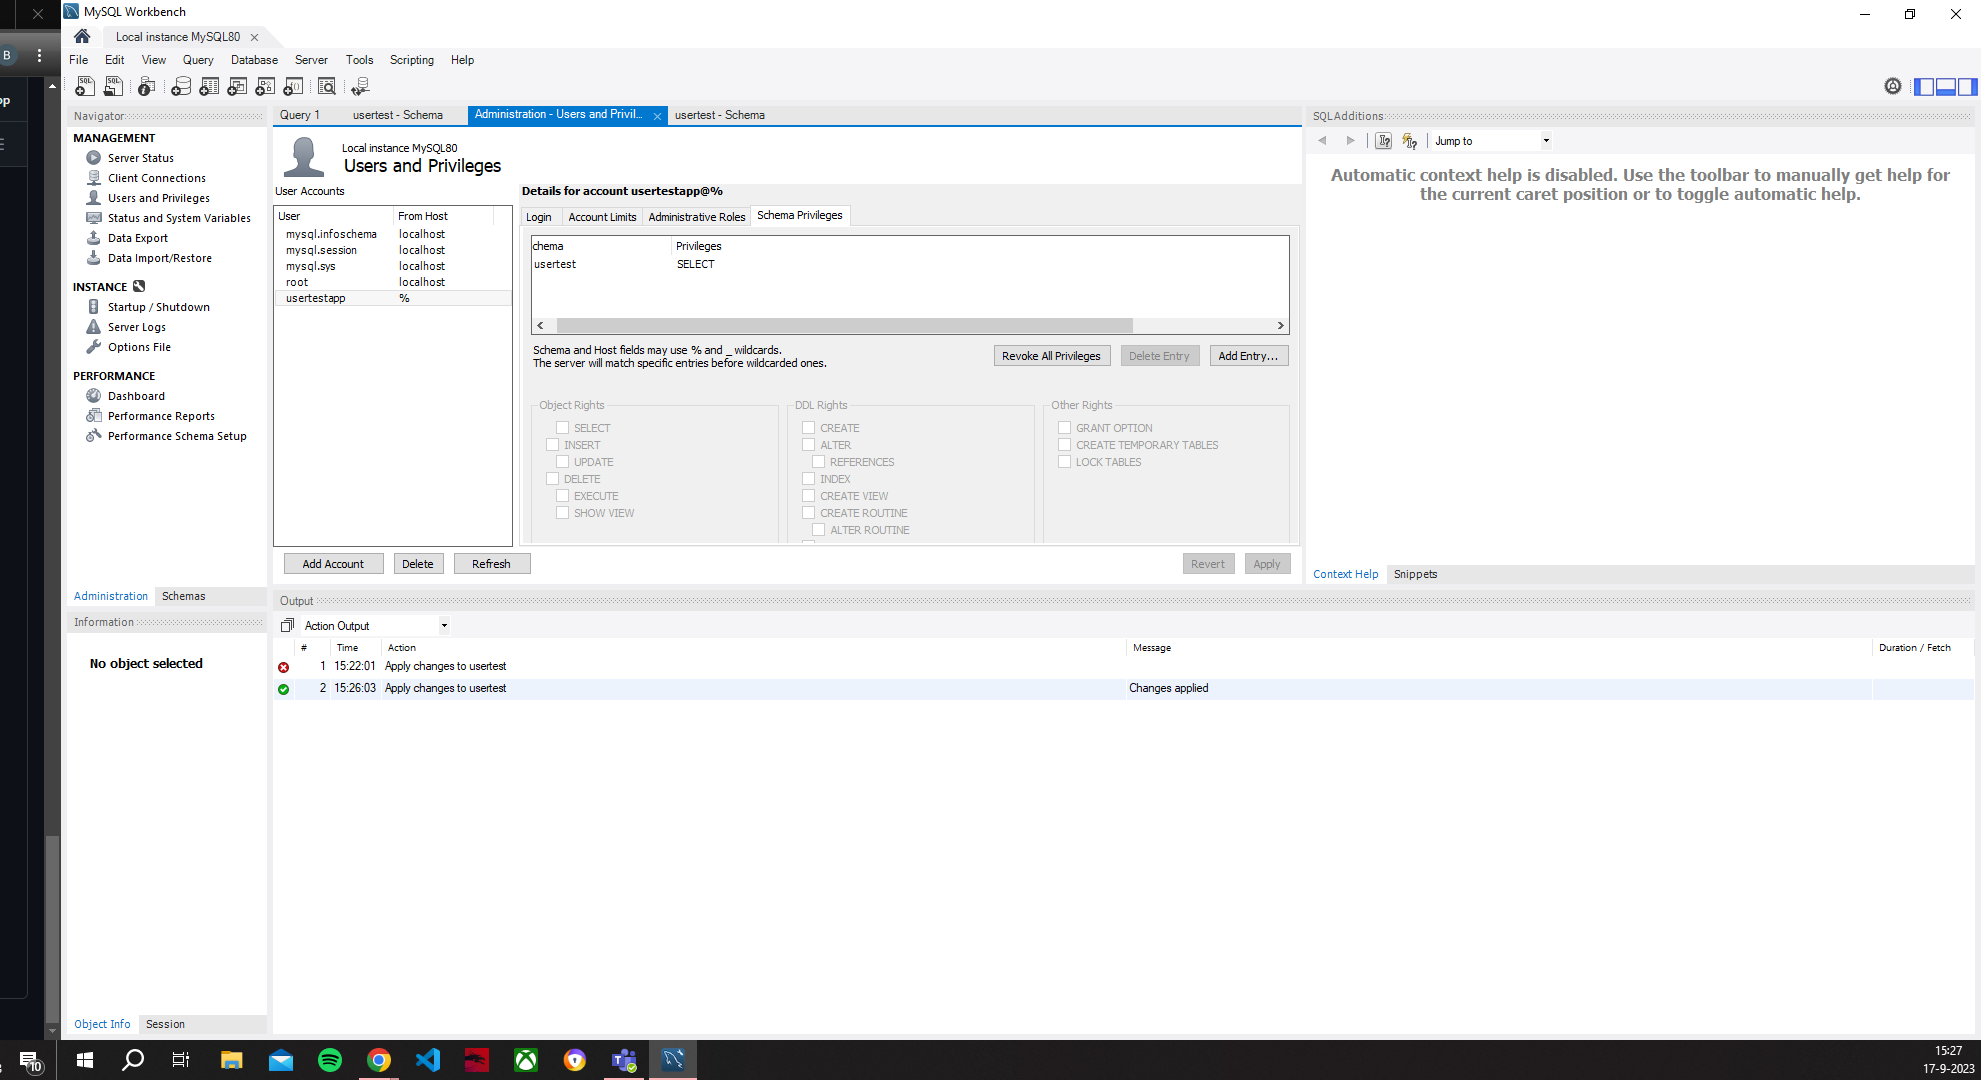 MySQL Workbench
B
Local instance MySQL80
File Edit View Query Database Server Tools Scripting Help
pp
Navigator
MANAGEMENT
Server Status
Client Connections
Users and Privileges
Status and System Variables
Data Export
Data Import/Restore
INSTANCE
Startup / Shutdown
Server Logs
Options File
PERFORMANCE
Dashboard
Performance Reports
Performance Schema Setup
Administration Schemas
Information
No object selected
Object Info Session
Query 1 usertest - Schema Administration - Users and Privil... usertest - Schema
Local instance MySQL80
Users and Privileges
User Accounts
User From Host
mysql.infoschema localhost
mysql.session localhost
mysql.sys localhost
root localhost
usertestapp %
Add Account Delete Refresh
Details for account usertestapp@%
Login Account Limits Administrative Roles Schema Privileges
chema Privileges
usertest SELECT
Schema and Host fields may use % and _ wildcards.
The server will match specific entries before wildcarded ones.
Revoke All Privileges Delete Entry Add Entry...
Object Rights
SELECT
INSERT
UPDATE
DELETE
EXECUTE
SHOW VIEW
DDL Rights
CREATE
ALTER
REFERENCES
INDEX
CREATE VIEW
CREATE ROUTINE
ALTER ROUTINE
Other Rights
GRANT OPTION
CREATE TEMPORARY TABLES
LOCK TABLES
Revert Apply
SQLAdditions
Jump to
Automatic context help is disabled. Use the toolbar to manually get help for
the current caret position or to toggle automatic help.
Context Help Snippets
Output
Action Output
# Time Action Message Duration / Fetch
1 15:22:01 Apply changes to usertest
2 15:26:03 Apply changes to usertest Changes applied
10
15:27
17-9-2023